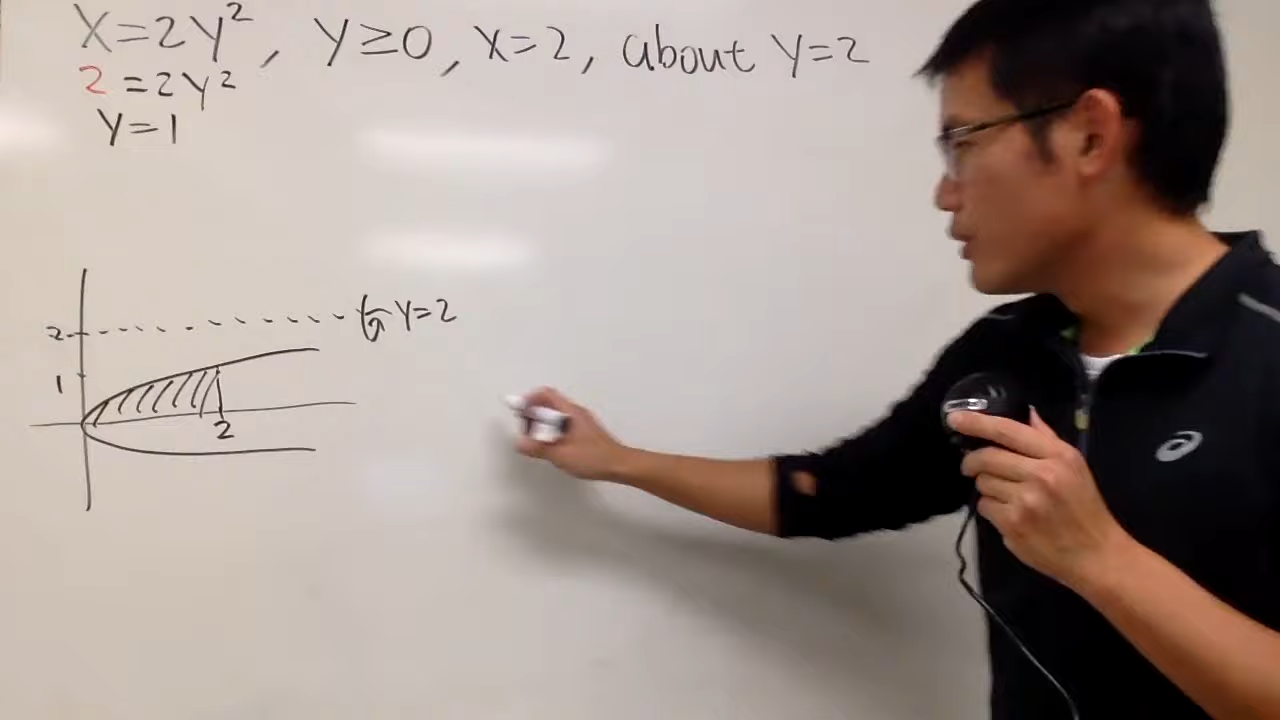 X=2Y², Y≥0, X=2, about Y=2
2=2Y²
Y=1
2
Y=2
1
2